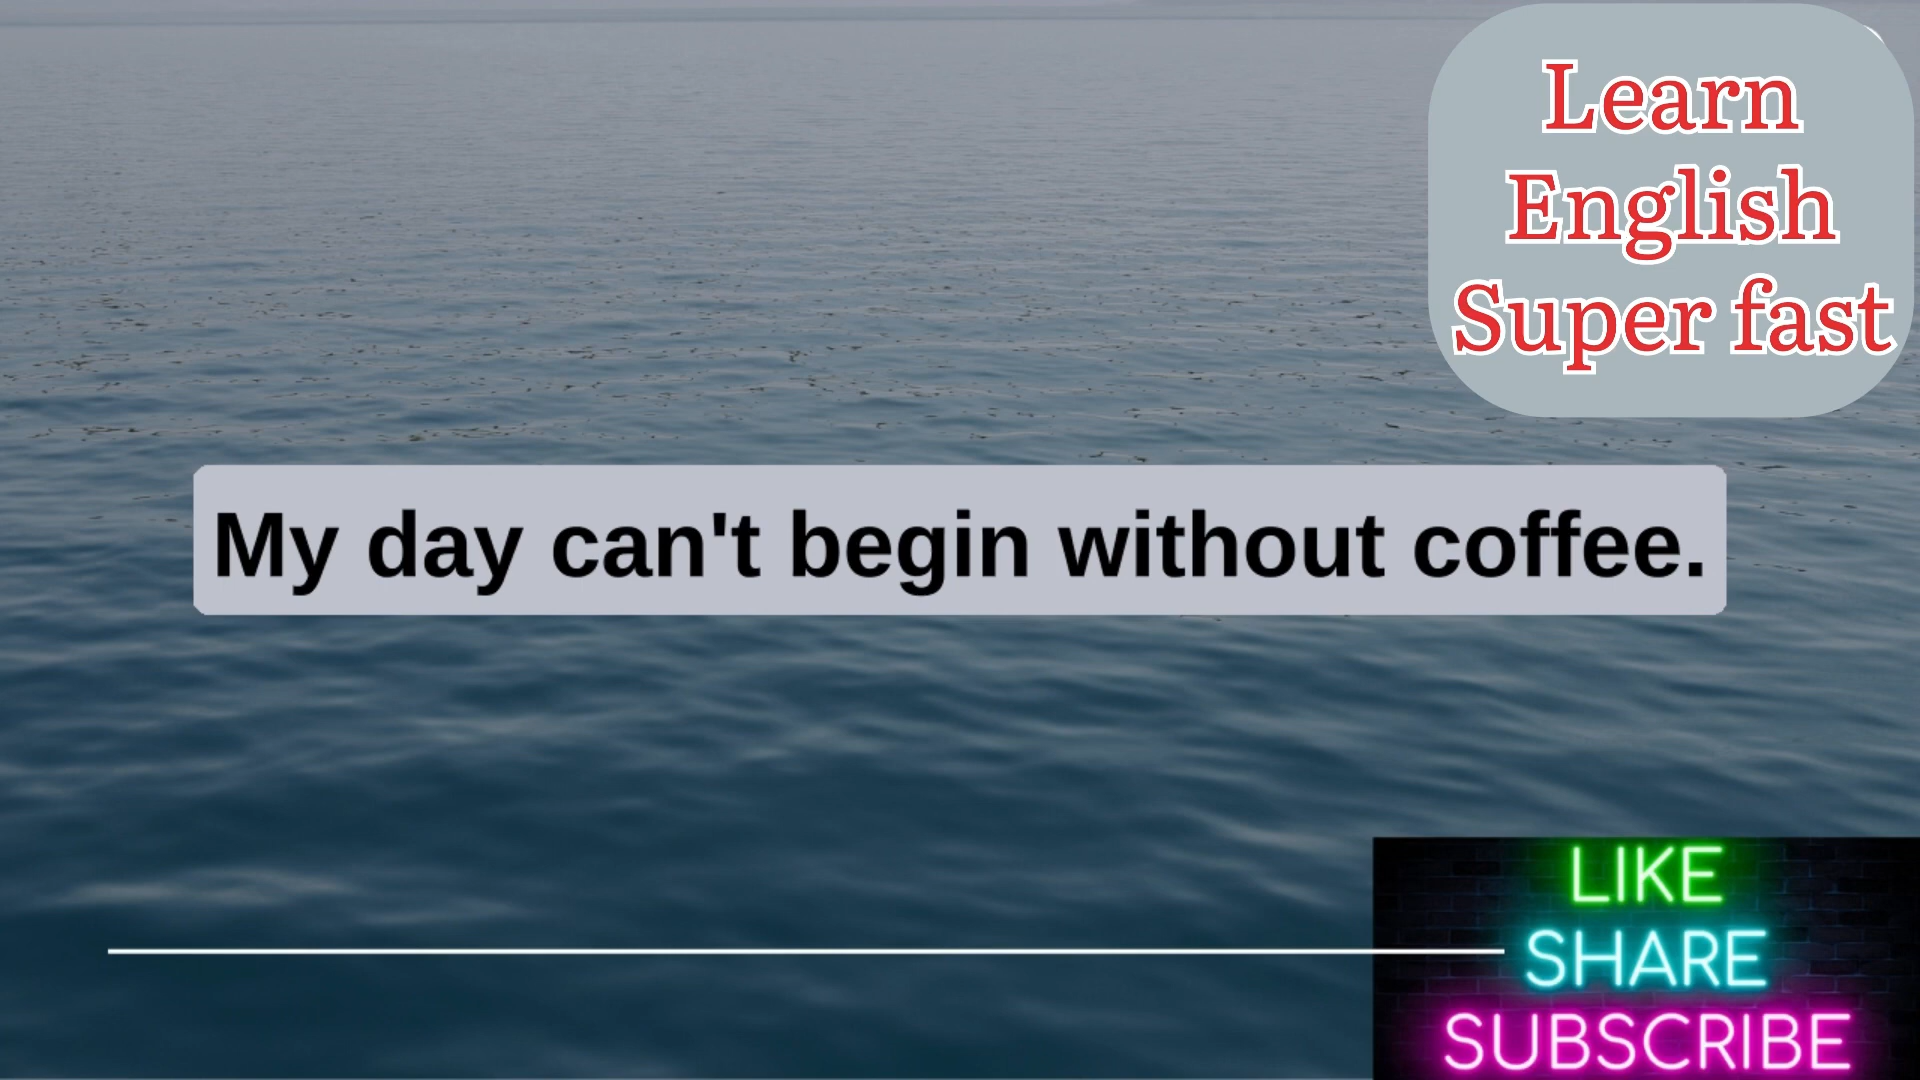 Learn
English
Super fast
My day can't begin without coffee.
LIKE
SHARE
SUBSCRIBE